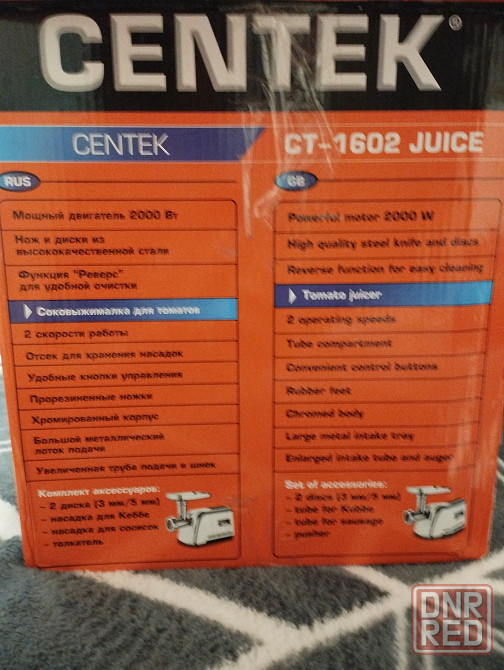 CENTEK®
CENTEK
CT-1602 JUICE
RUS
Мощный двигатель 2000 Вт
Нож и диски из
высококачественной стали
Функция "Реверс"
для удобной очистки
Соковыжималка для томатов
2 скорости работы
Отсек для хранения насадок
Удобные кнопки управления
Прорезиненные ножки
Хромированный корпус
Большой металлический
лоток подачи
Увеличенная труба подачи и шнек
Комплект аксессуаров:
- 2 диска (3 мм/5 мм)
- насадка для Кеббе
- насадка для сосисок
- толкатель
GB
Powerful motor 2000 W
High quality steel knife and discs
Reverse function for easy cleaning
Tomato juicer
2 operating speeds
Tube compartment
Convenient control buttons
Rubber feet
Chromed body
Large metal intake tray
Enlarged intake tube and auger
Set of accessories:
- 2 discs (3 мм/5 мм)
- tube for Kubbe
- tube for sausage
- pusher
DNR
RED